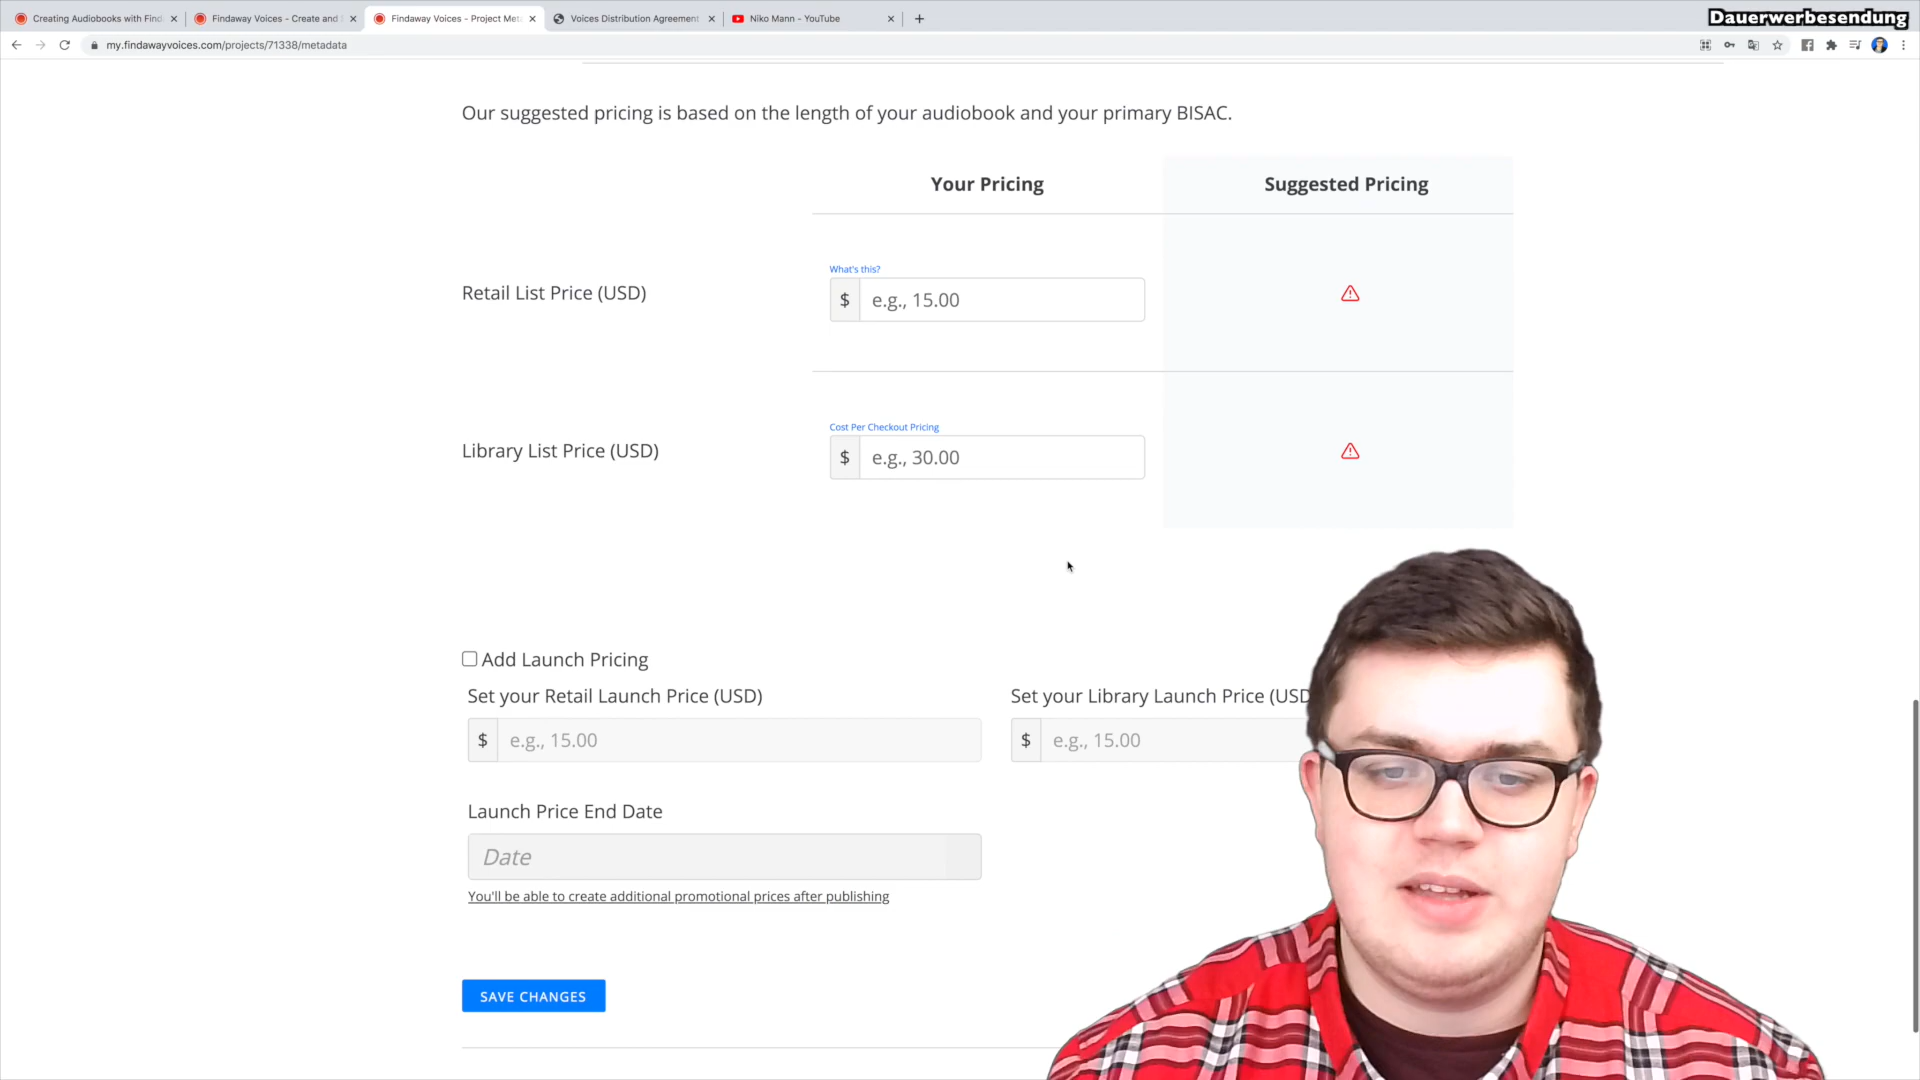 Creating Audiobooks with Find
Findaway Voices - Create and S
Findaway Voices - Project Met
Voices Distribution Agreement
Niko Mann - YouTube
Dauerwerbesendung
my.findawayvoices.com/projects/71338/metadata
Our suggested pricing is based on the length of your audiobook and your primary BISAC.
Your Pricing
Suggested Pricing
What's this?
Retail List Price (USD)
$ e.g., 15.00
Cost Per Checkout Pricing
Library List Price (USD)
$ e.g., 30.00
Add Launch Pricing
Set your Retail Launch Price (USD)
Set your Library Launch Price (USD
$ e.g., 15.00
$ e.g., 15.00
Launch Price End Date
Date
You'll be able to create additional promotional prices after publishing
SAVE CHANGES